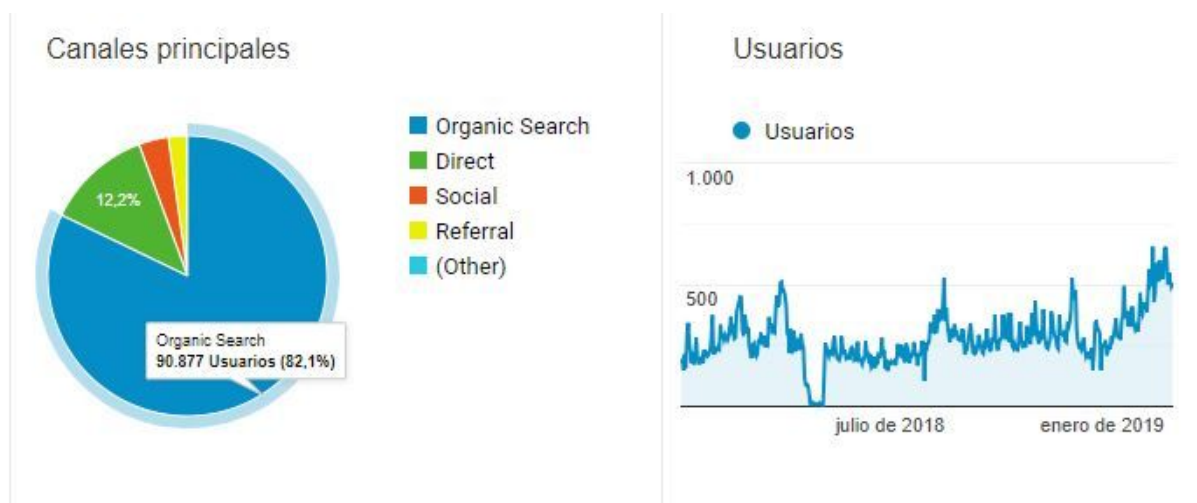 Canales principales
Organic Search
Direct
Social
Referral
(Other)
12,2%
Organic Search
90.877 Usuarios (82,1%)
Usuarios
Usuarios
1.000
500
julio de 2018
enero de 2019